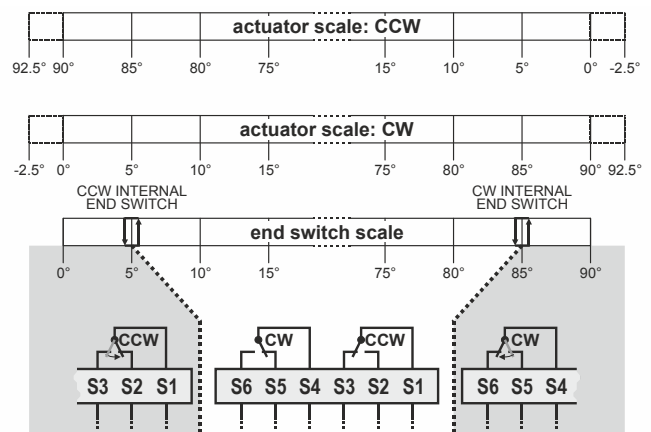 actuator scale: CCW
92.5° 90° 85° 80° 75° 15° 10° 5° 0° -2.5°
actuator scale: CW
-2.5° 0° 5° 10° 15° 75° 80° 85° 90° 92.5°
CCW INTERNAL
END SWITCH
CW INTERNAL
END SWITCH
end switch scale
0° 5° 10° 15° 75° 80° 85° 90°
CCW CW CCW CW
S3 S2 S1 S6 S5 S4 S3 S2 S1 S6 S5 S4